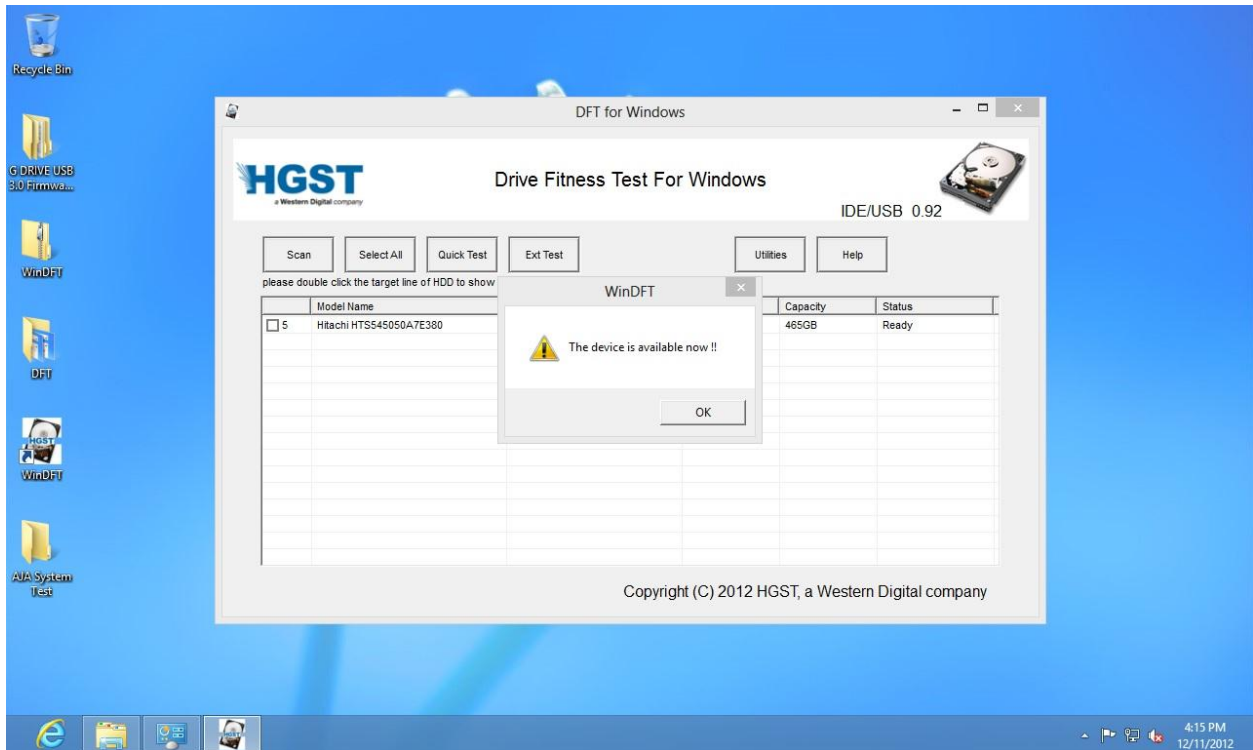 Recycle Bin
G DRIVE USB
3.0 Firmwa...
WinDFT
DFT
HGST
WinDFT
AJA System
Test
DFT for Windows
HGST
a Western Digital company
Drive Fitness Test For Windows
IDE/USB 0.92
Scan Select All Quick Test Ext Test Utilities Help
please double click the target line of HDD to show
Model Name Capacity Status
5 Hitachi HTS545050A7E380 465GB Ready
WinDFT
The device is available now !!
OK
Copyright (C) 2012 HGST, a Western Digital company
4:15 PM
12/11/2012